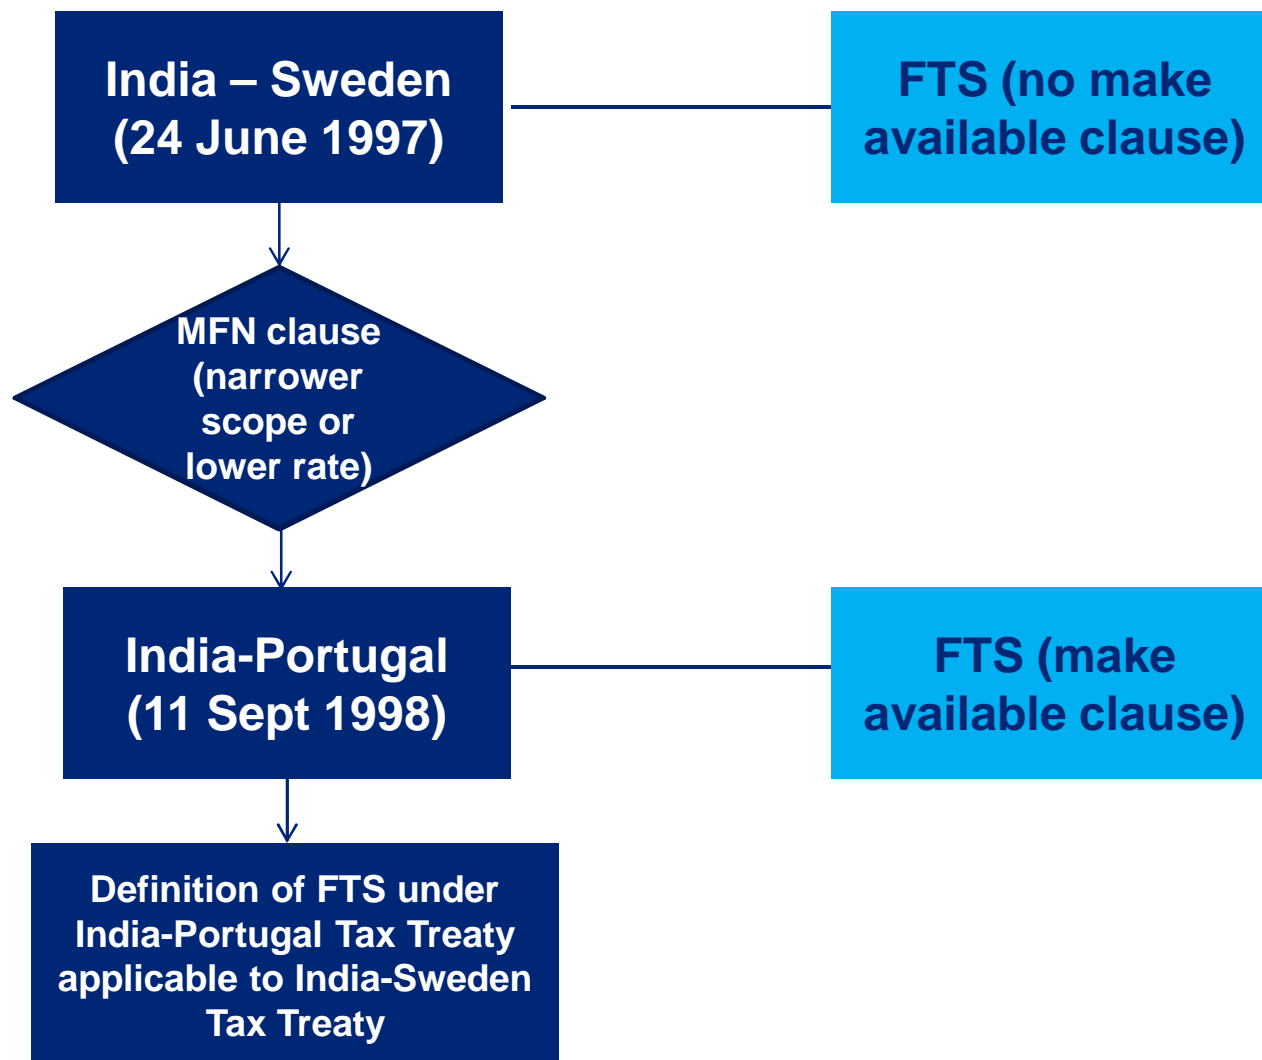 India – Sweden
(24 June 1997)
FTS (no make
available clause)
MFN clause
(narrower
scope or
lower rate)
India-Portugal
(11 Sept 1998)
FTS (make
available clause)
Definition of FTS under
India-Portugal Tax Treaty
applicable to India-Sweden
Tax Treaty